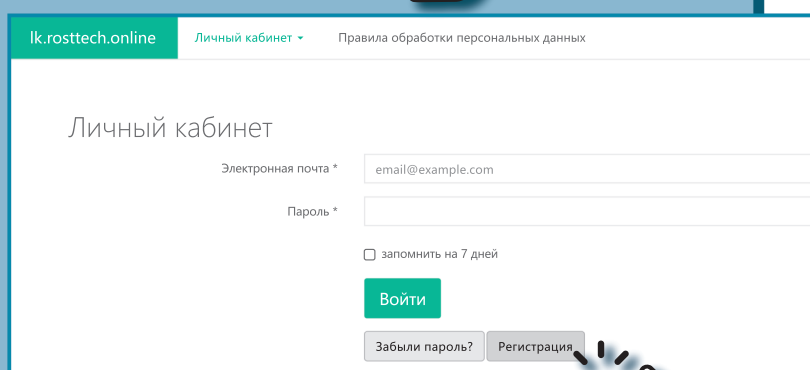 lk.rosttech.online Личный кабинет Правила обработки персональных данных
Личный кабинет
Электронная почта * email@example.com
Пароль *
запомнить на 7 дней
Войти
Забыли пароль? Регистрация